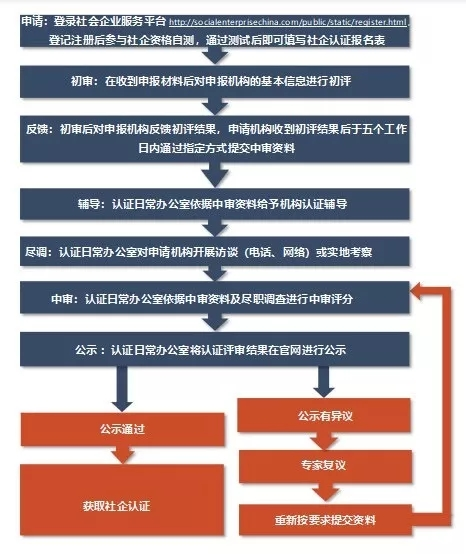 申请：登录社会企业服务平台 http://socialenterprisechina.com/public/static/register.html，
登记注册后参与社企资格自测，通过测试后即可填写社企认证报名表
初审：在收到申报材料后对申报机构的基本信息进行初评
反馈：初审后对申报机构反馈初评结果，申请机构收到初评结果后于五个工作
日内通过指定方式提交中审资料
辅导：认证日常办公室依据中审资料给予机构认证辅导
尽调：认证日常办公室对申请机构开展访谈（电话、网络）或实地考察
中审：认证日常办公室依据中审资料及尽职调查进行中审评分
公示：认证日常办公室将认证评审结果在官网进行公示
公示通过
获取社企认证
公示有异议
专家复议
重新按要求提交资料